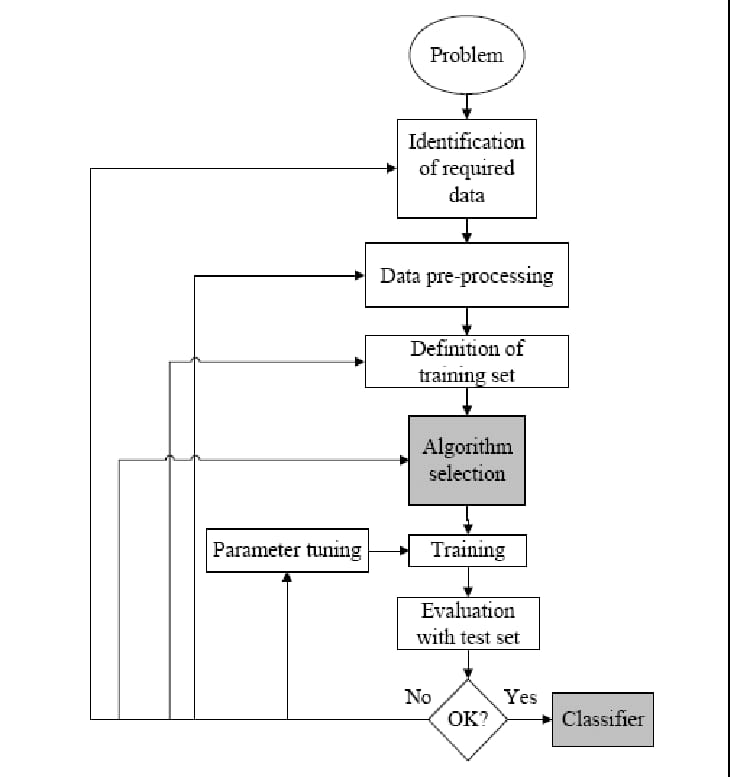 Problem
Identification
of required
data
Data pre-processing
Definition of
training set
Algorithm
selection
Parameter tuning
Training
Evaluation
with test set
No
Yes
OK?
Classifier